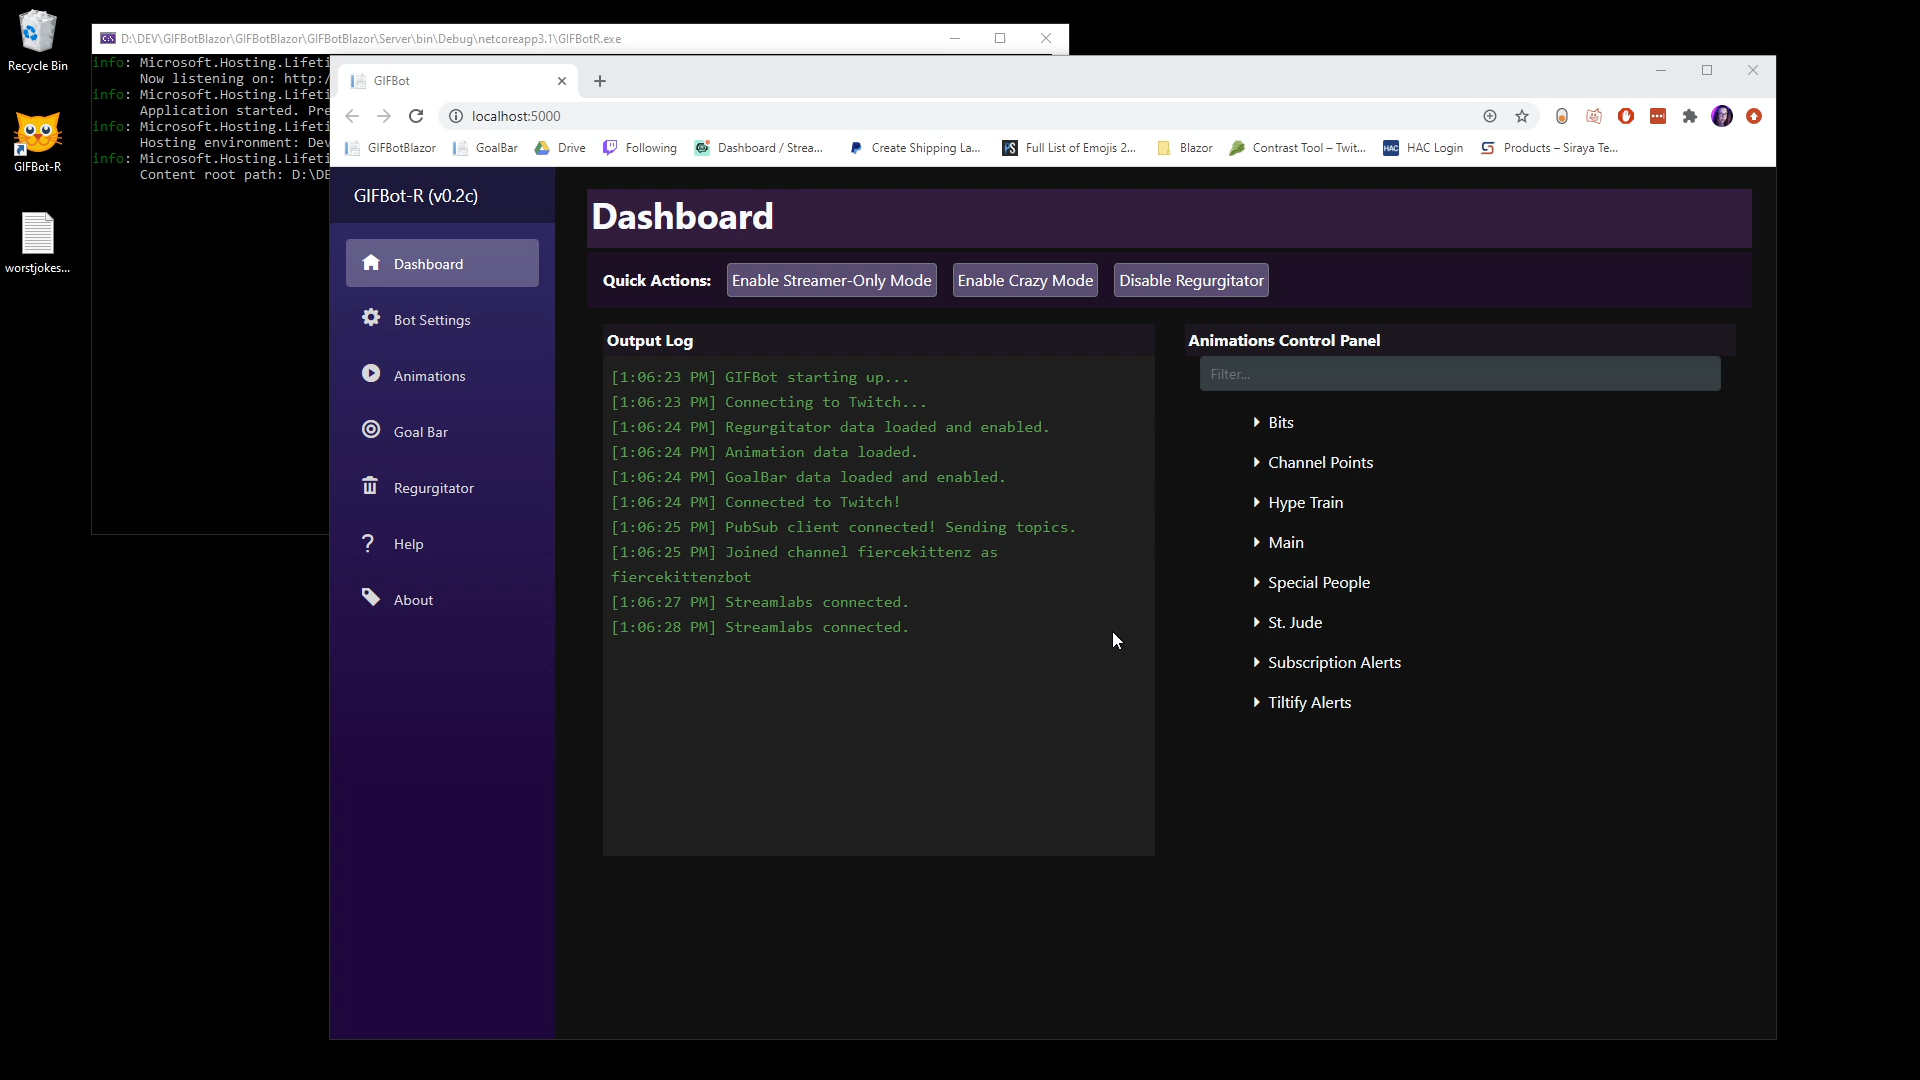 Recycle Bin
GIFBot-R
worstjokes...
D:\DEV\GIFBotBlazor\GIFBotBlazor\GIFBotBlazor\Server\bin\Debug\netcoreapp3.1\GIFBotR.exe
info: Microsoft.Hosting.Lifeti
Now listening on: http:/
info: Microsoft.Hosting.Lifeti
Application started. Pre
info: Microsoft.Hosting.Lifeti
Hosting environment: Dev
info: Microsoft.Hosting.Lifeti
Content root path: D:\DE
GIFBot
localhost:5000
GIFBotBlazor GoalBar Drive Following Dashboard / Strea... Create Shipping La... Full List of Emojis 2... Blazor Contrast Tool – Twit... HAC HAC Login Products – Siraya Te...
GIFBot-R (v0.2c)
Dashboard
Bot Settings
Animations
Goal Bar
Regurgitator
Help
About
Dashboard
Quick Actions: Enable Streamer-Only Mode Enable Crazy Mode Disable Regurgitator
Output Log
[1:06:23 PM] GIFBot starting up...
[1:06:23 PM] Connecting to Twitch...
[1:06:24 PM] Regurgitator data loaded and enabled.
[1:06:24 PM] Animation data loaded.
[1:06:24 PM] GoalBar data loaded and enabled.
[1:06:24 PM] Connected to Twitch!
[1:06:25 PM] PubSub client connected! Sending topics.
[1:06:25 PM] Joined channel fiercekittenz as
fiercekittenzbot
[1:06:27 PM] Streamlabs connected.
[1:06:28 PM] Streamlabs connected.
Animations Control Panel
Filter...
Bits
Channel Points
Hype Train
Main
Special People
St. Jude
Subscription Alerts
Tiltify Alerts